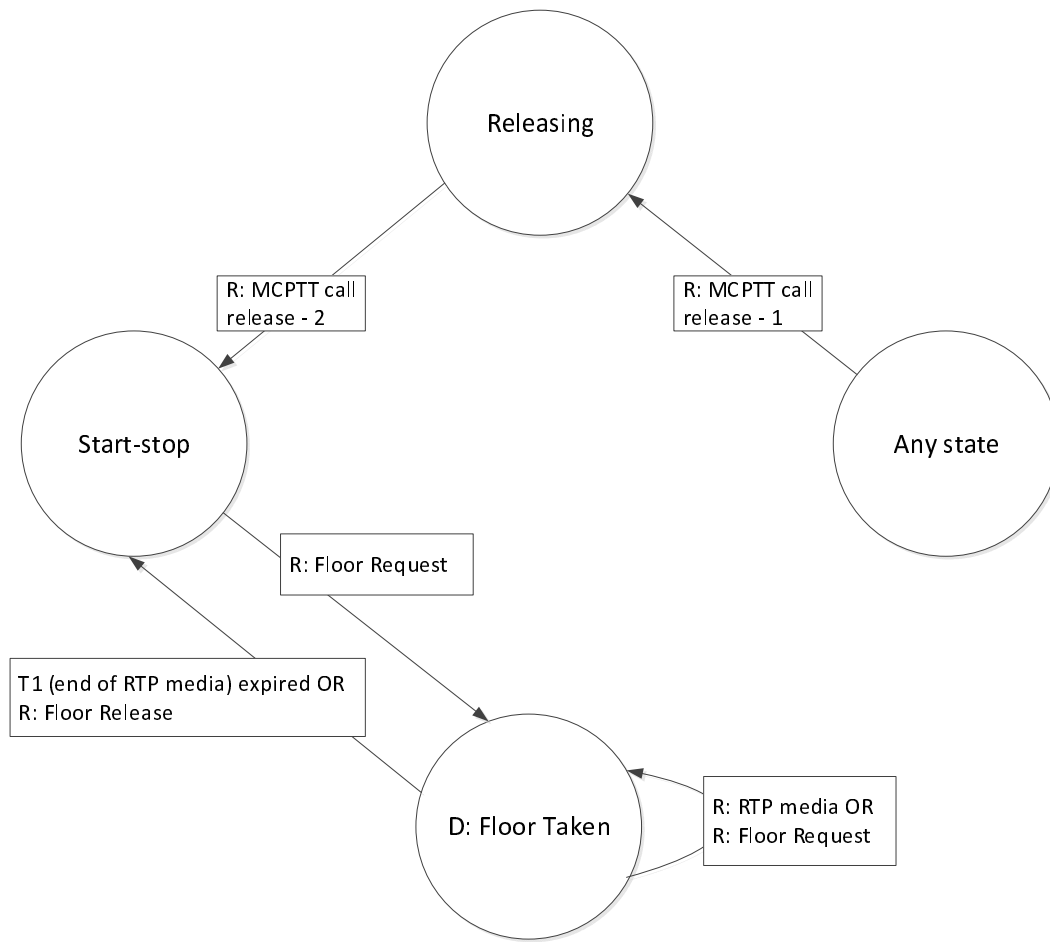 Releasing
R: MCPTT call
release - 2
R: MCPTT call
release - 1
Start-stop
Any state
R: Floor Request
T1 (end of RTP media) expired OR
R: Floor Release
D: Floor Taken
R: RTP media OR
R: Floor Request